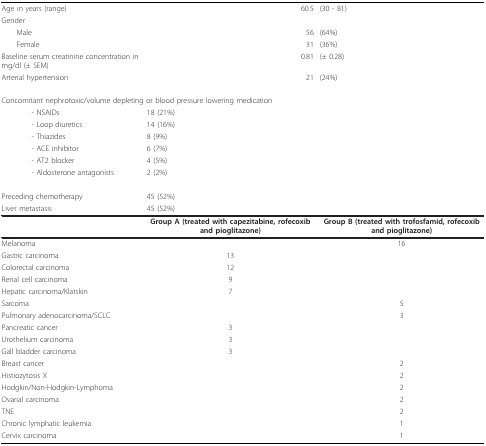 Age in years (range) 60.5 (30 - 81)
Gender
Male 56 (64%)
Female 31 (36%)
Baseline serum creatinine concentration in
mg/dl (± SEM) 0.81 (± 0.28)
Arterial hypertension 21 (24%)
Concomitant nephrotoxic/volume depleting or blood pressure lowering medication
- NSAIDs 18 (21%)
- Loop diuretics 14 (16%)
- Thiazides 8 (9%)
- ACE inhibitor 6 (7%)
- AT2 blocker 4 (5%)
- Aldosterone antagonists 2 (2%)
Preceding chemotherapy 45 (52%)
Liver metastasis 45 (52%)
Group A (treated with capezitabine, rofecoxib and pioglitazone) Group B (treated with trofosfamid, rofecoxib and pioglitazone)
Melanoma 16
Gastric carcinoma 13
Colorectal carcinoma 12
Renal cell carcinoma 9
Hepatic carcinoma/Klatskin 7
Sarcoma 5
Pulmonary adenocarcinoma/SCLC 3
Pancreatic cancer 3
Urothelium carcinoma 3
Gall bladder carcinoma 3
Breast cancer 2
Histiozytosis X 2
Hodgkin/Non-Hodgkin-Lymphoma 2
Ovarial carcinoma 2
TNE 2
Chronic lymphatic leukemia 1
Cervix carcinoma 1